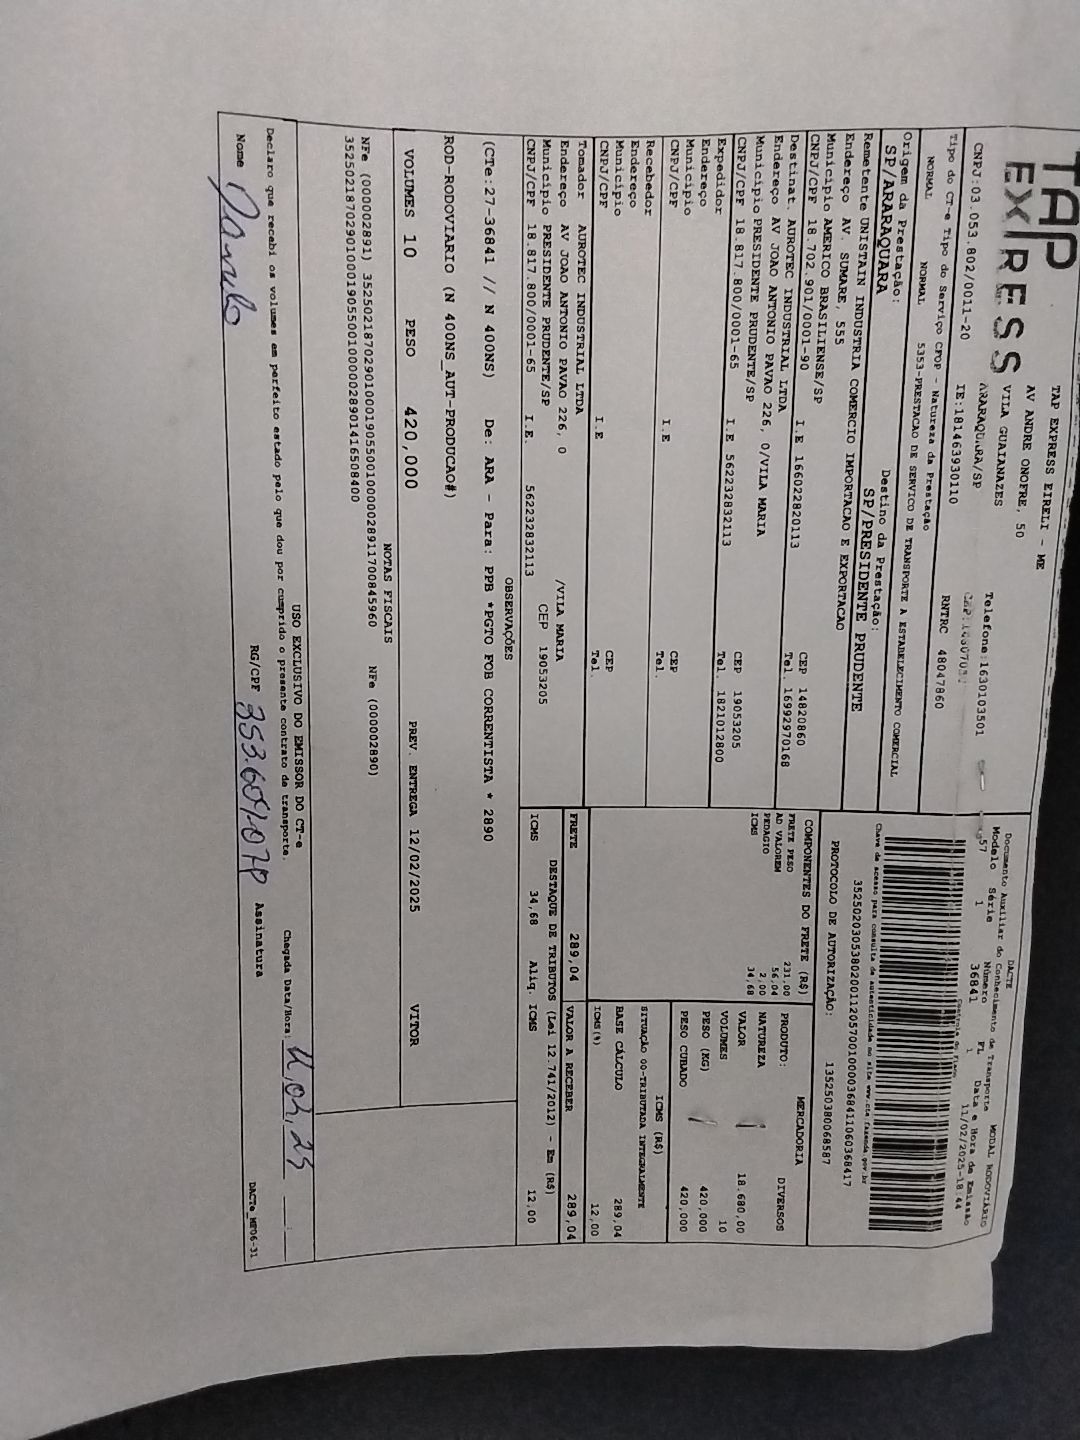 TAP
EXPRESS
TAP EXPRESS EIRELI - ME
AV ANDRE ONOFRE, 50
VILA GUAIANAZES
ARARAQUARA/SP
Telefone:1630103501
CNPJ:03.053.802/0011-20
IE:181463930110
RNTRC 48047860
Tipo do CT-e Tipo do Serviço CFOP - Natureza da Prestação
NORMAL NORMAL 5353-PRESTACAO DE SERVICO DE TRANSPORTE A ESTABELECIMENTO COMERCIAL
Origem da Prestação: Destino da Prestação:
SP/ARARAQUARA SP/PRESIDENTE PRUDENTE
DACTE
Documento Auxiliar do Conhecimento de Transporte MODAL RODOVIÁRIO
Modelo Série Número FL Data e Hora de Emissão
57 1 36841 1 11/02/2025-18:44
Controle do Fisco
Chave de acesso para consulta de autenticidade no site www.cte.fazenda.gov.br
35250203053802001120570010000368411060368417
PROTOCOLO DE AUTORIZAÇÃO: 135250380068587
Remetente UNISTAIN INDUSTRIA COMERCIO IMPORTACAO E EXPORTACAO
Endereço AV. SUMARE, 555
Município AMERICO BRASILIENSE/SP CEP 14820860
CNPJ/CPF 18.702.901/0001-90 I.E 166022820113 Tel. 16992970168
Destinat. AUROTEC INDUSTRIAL LTDA
Endereço AV JOAO ANTONIO PAVAO 226, 0/VILA MARIA
Município PRESIDENTE PRUDENTE/SP CEP 19053205
CNPJ/CPF 18.817.800/0001-65 I.E 562232832113 Tel. 1821012800
Expedidor
Endereço
Município CEP
CNPJ/CPF I.E Tel.
Recebedor
Endereço
Município CEP
CNPJ/CPF I.E Tel.
Tomador AUROTEC INDUSTRIAL LTDA
Endereço AV JOAO ANTONIO PAVAO 226, 0 /VILA MARIA
Município PRESIDENTE PRUDENTE/SP CEP 19053205
CNPJ/CPF 18.817.800/0001-65 I.E. 562232832113
COMPONENTES DO FRETE (R$)
FRETE PESO 231,00
AD VALOREM 56,04
PEDAGIO 2,00
ICMS 34,68
MERCADORIA
PRODUTO: DIVERSOS
NATUREZA
VALOR 18.680,00
VOLUMES 10
PESO (KG) 420,000
PESO CUBADO 420,000
ICMS (R$)
SITUAÇÃO 00-TRIBUTADA INTEGRALMENTE
BASE CÁLCULO 289,04
ICMS(%) 12,00
FRETE 289,04 VALOR A RECEBER 289,04
DESTAQUE DE TRIBUTOS (Lei 12.741/2012) - Em (R$)
ICMS 34,68 Aliq. ICMS 12,00
OBSERVAÇÕES
(CTe:27-36841 // N 400NS) De: ARA - Para: PPB *PGTO FOB CORRENTISTA * 2890
ROD-RODOVIARIO (N 400NS_AUT-PRODUCAO#)
VOLUMES 10 PESO 420,000 PREV. ENTREGA 12/02/2025 VITOR
NOTAS FISCAIS
NFe (000002891) 35250218702901000190550010000028911700845960 NFe (000002890)
35250218702901000190550010000028901416508400
USO EXCLUSIVO DO EMISSOR DO CT-e
Declaro que recebi os volumes em perfeito estado pelo que dou por cumprido o presente contrato de transporte. Chegada Data/Hora:
Nome RG/CPF Assinatura
DACTe_MF06-31